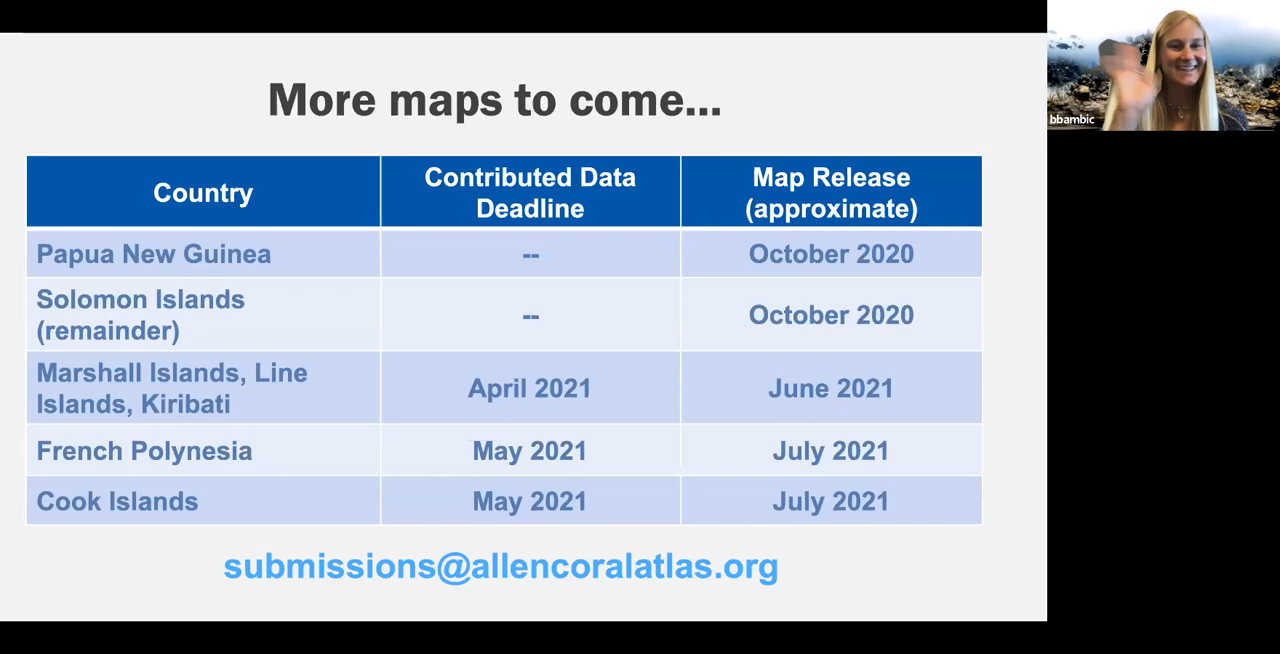 More maps to come...
Country
Contributed Data
Deadline
Map Release
(approximate)
Papua New Guinea
--
October 2020
Solomon Islands
(remainder)
--
October 2020
Marshall Islands, Line
Islands, Kiribati
April 2021
June 2021
French Polynesia
May 2021
July 2021
Cook Islands
May 2021
July 2021
submissions@allencoralatlas.org
bbambic